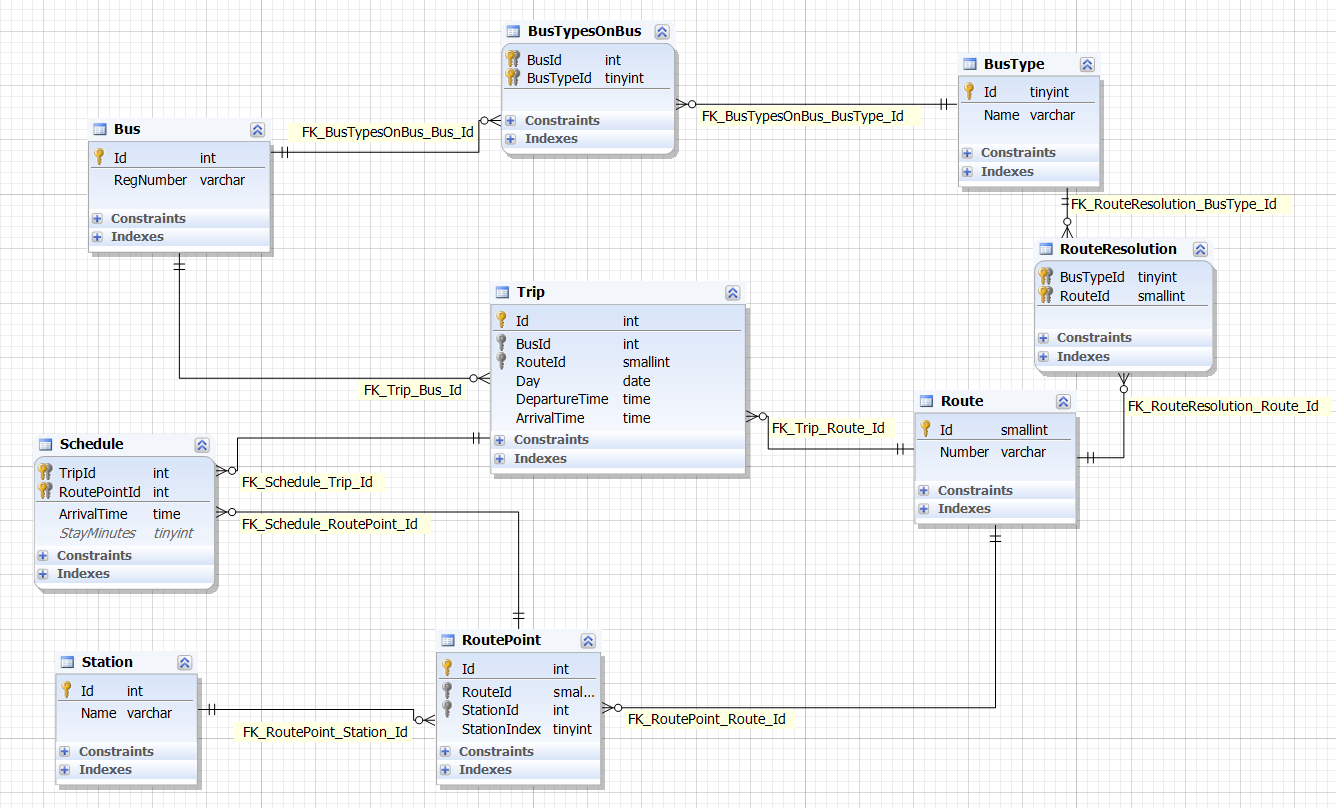 BusTypesOnBus
BusId int
BusTypeId tinyint
Constraints
Indexes
BusType
Id tinyint
Name varchar
Constraints
Indexes
FK_BusTypesOnBus_BusType_Id
Bus
Id int
RegNumber varchar
Constraints
Indexes
FK_BusTypesOnBus_Bus_Id
FK_RouteResolution_BusType_Id
RouteResolution
BusTypeId tinyint
RouteId smallint
Constraints
Indexes
Trip
Id int
BusId int
RouteId smallint
Day date
DepartureTime time
ArrivalTime time
Constraints
Indexes
FK_Trip_Bus_Id
Route
Id smallint
Number varchar
Constraints
Indexes
FK_RouteResolution_Route_Id
FK_Trip_Route_Id
Schedule
TripId int
RoutePointId int
ArrivalTime time
StayMinutes tinyint
Constraints
Indexes
FK_Schedule_Trip_Id
FK_Schedule_RoutePoint_Id
RoutePoint
Id int
RouteId smal...
StationId int
StationIndex tinyint
Constraints
Indexes
Station
Id int
Name varchar
Constraints
Indexes
FK_RoutePoint_Station_Id
FK_RoutePoint_Route_Id